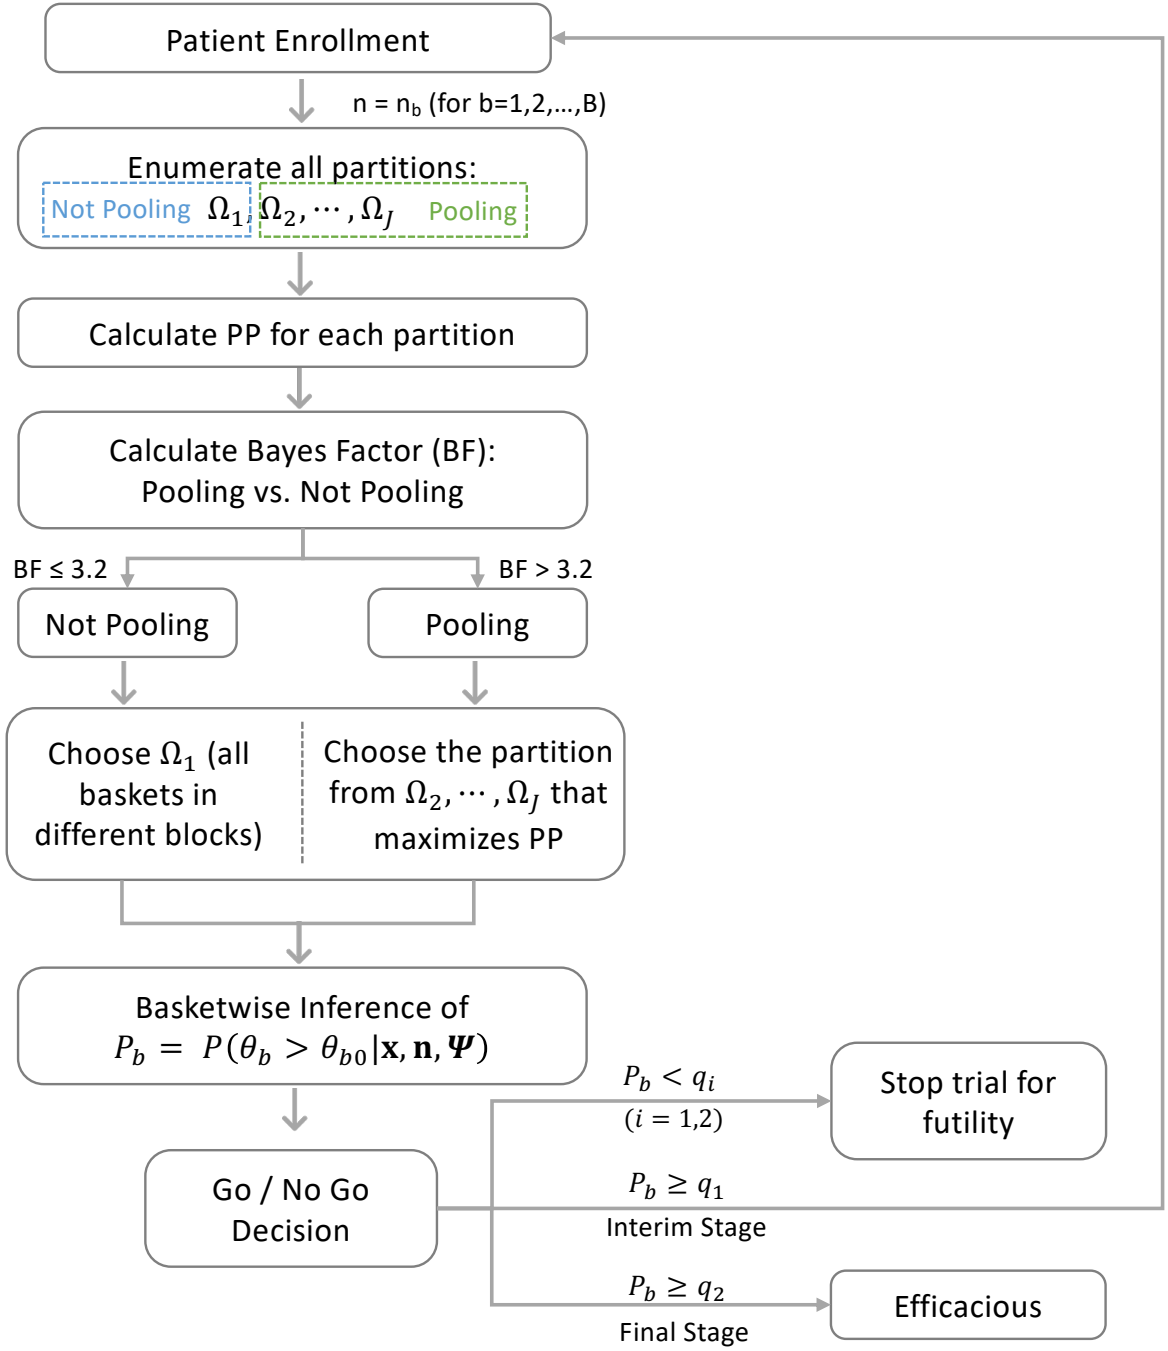 Patient Enrollment
n = n_b (for b=1,2,...,B)
Enumerate all partitions:
Not Pooling Ω_1, Ω_2, ⋯ , Ω_J Pooling
Calculate PP for each partition
Calculate Bayes Factor (BF):
Pooling vs. Not Pooling
BF ≤ 3.2
BF > 3.2
Not Pooling
Pooling
Choose Ω_1 (all
baskets in
different blocks)
Choose the partition
from Ω_2, ⋯ , Ω_J that
maximizes PP
Basketwise Inference of
P_b = P(θ_b > θ_b0|x, n, Ψ)
Go / No Go
Decision
P_b < q_i
(i = 1,2)
Stop trial for
futility
P_b ≥ q_1
Interim Stage
P_b ≥ q_2
Final Stage
Efficacious